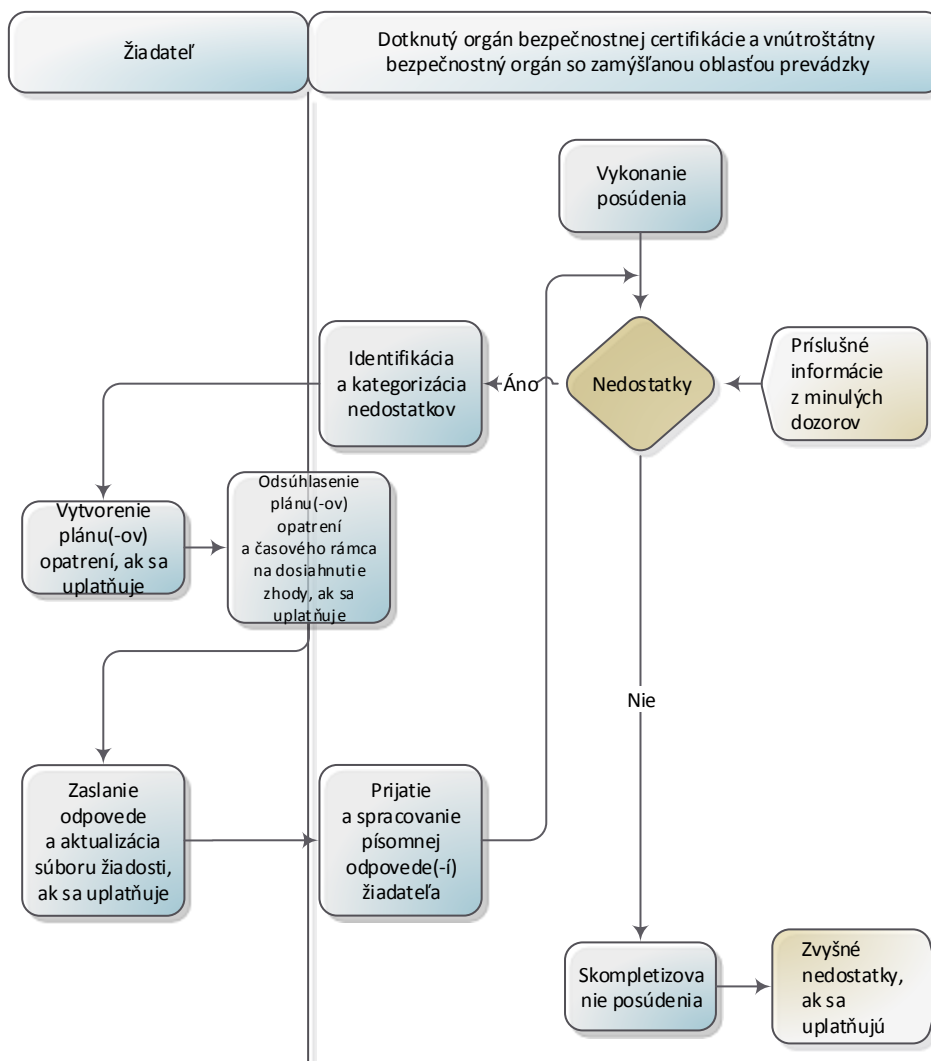 Žiadateľ
Dotknutý orgán bezpečnostnej certifikácie a vnútroštátny
bezpečnostný orgán so zamýšľanou oblasťou prevádzky
Vykonanie
posúdenia
Identifikácia
a kategorizácia
nedostatkov
Áno
Nedostatky
Príslušné
informácie
z minulých
dozorov
Vytvorenie
plánu(-ov)
opatrení, ak sa
uplatňuje
Odsúhlasenie
plánu(-ov)
opatrení
a časového rámca
na dosiahnutie
zhody, ak sa
uplatňuje
Nie
Zaslanie
odpovede
a aktualizácia
súboru žiadosti,
ak sa uplatňuje
Prijatie
a spracovanie
písomnej
odpovede(-í)
žiadateľa
Skompletizova
nie posúdenia
Zvyšné
nedostatky,
ak sa
uplatňujú